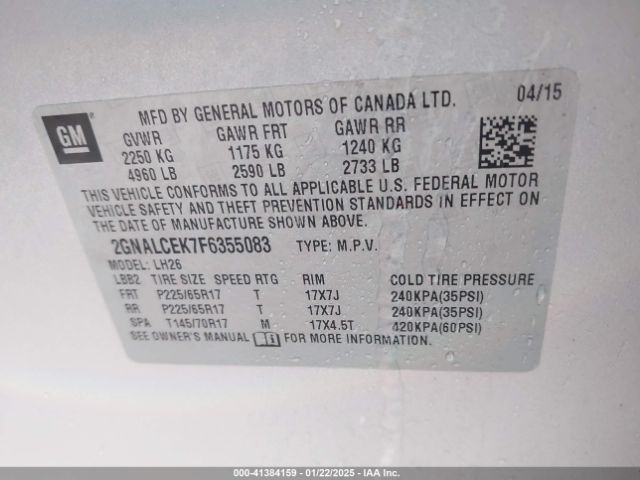 MFD BY GENERAL MOTORS OF CANADA LTD. 04/15
GM
GVWR GAWR FRT GAWR RR
2250 KG 1175 KG 1240 KG
4960 LB 2590 LB 2733 LB
THIS VEHICLE CONFORMS TO ALL APPLICABLE U.S. FEDERAL MOTOR
VEHICLE SAFETY AND THEFT PREVENTION STANDARDS IN EFFECT ON
THE DATE OF MANUFACTURE SHOWN ABOVE.
2GNALCEK7F6355083 TYPE: M.P.V.
MODEL: LH26
LBB2 TIRE SIZE SPEED RTG RIM COLD TIRE PRESSURE
FRT P225/65R17 T 17X7J 240KPA(35PSI)
RR P225/65R17 T 17X7J 240KPA(35PSI)
SPA T145/70R17 M 17X4.5T 420KPA(60PSI)
SEE OWNER'S MANUAL FOR MORE INFORMATION.
000-41384159 - 01/22/2025 - IAAI.com